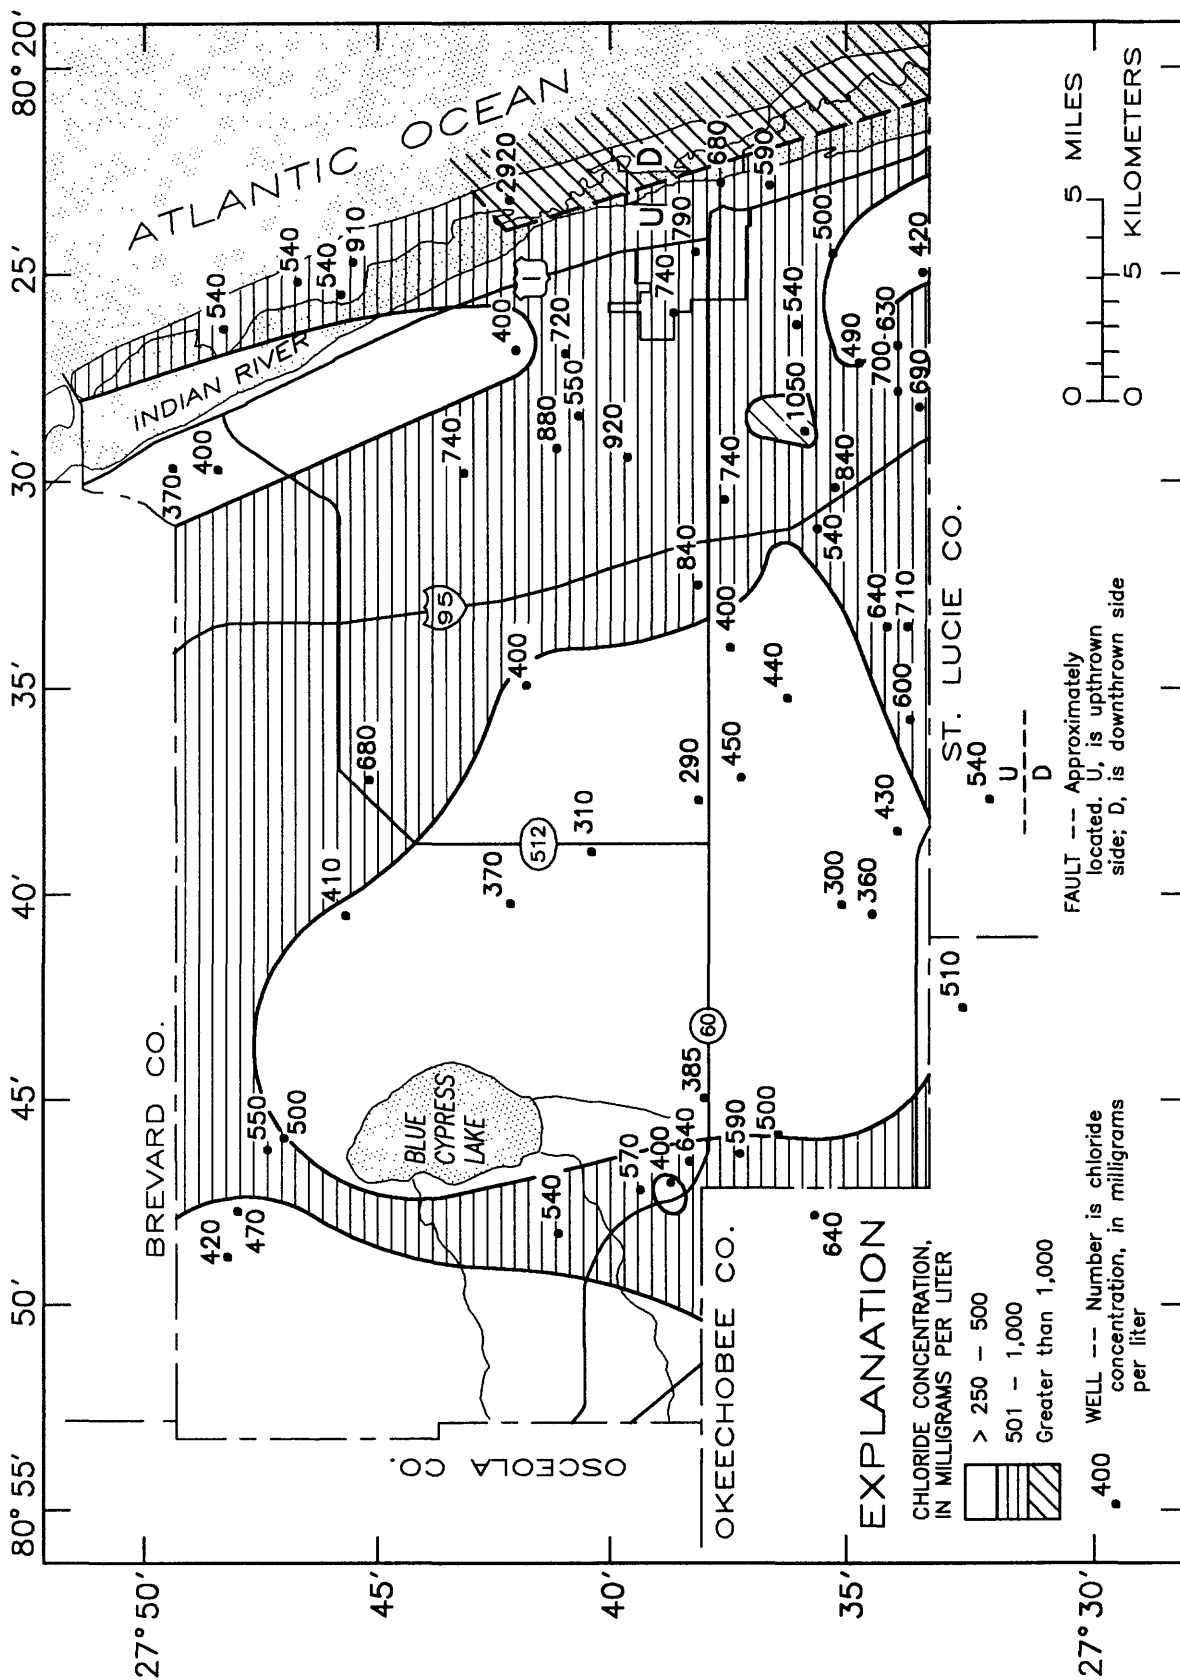 80° 55′
50′
45′
40′
35′
30′
25′
80° 20′
27° 50′
45′
40′
35′
27° 30′
BREVARD CO.
ATLANTIC OCEAN
INDIAN RIVER
420
470
550
500
410
680
370
400
540
540
540
910
BLUE
CYPRESS
LAKE
OSCEOLA CO.
95
1
512
60
370
310
400
740
400
2920
880
720
550
920
540
570
400
640
385
290
840
740
790
U
D
680
590
OKEECHOBEE CO.
590
500
640
450
400
440
740
1050
540
500
840
540
490
300
360
430
600
640
710
700
630
690
420
510
540
ST. LUCIE CO.
EXPLANATION
CHLORIDE CONCENTRATION,
IN MILLIGRAMS PER LITER
> 250 – 500
501 – 1,000
Greater than 1,000
400 WELL –– Number is chloride
concentration, in milligrams
per liter
U
D
FAULT ––– Approximately
located. U, is upthrown
side; D, is downthrown side
0 5 MILES
0 5 KILOMETERS